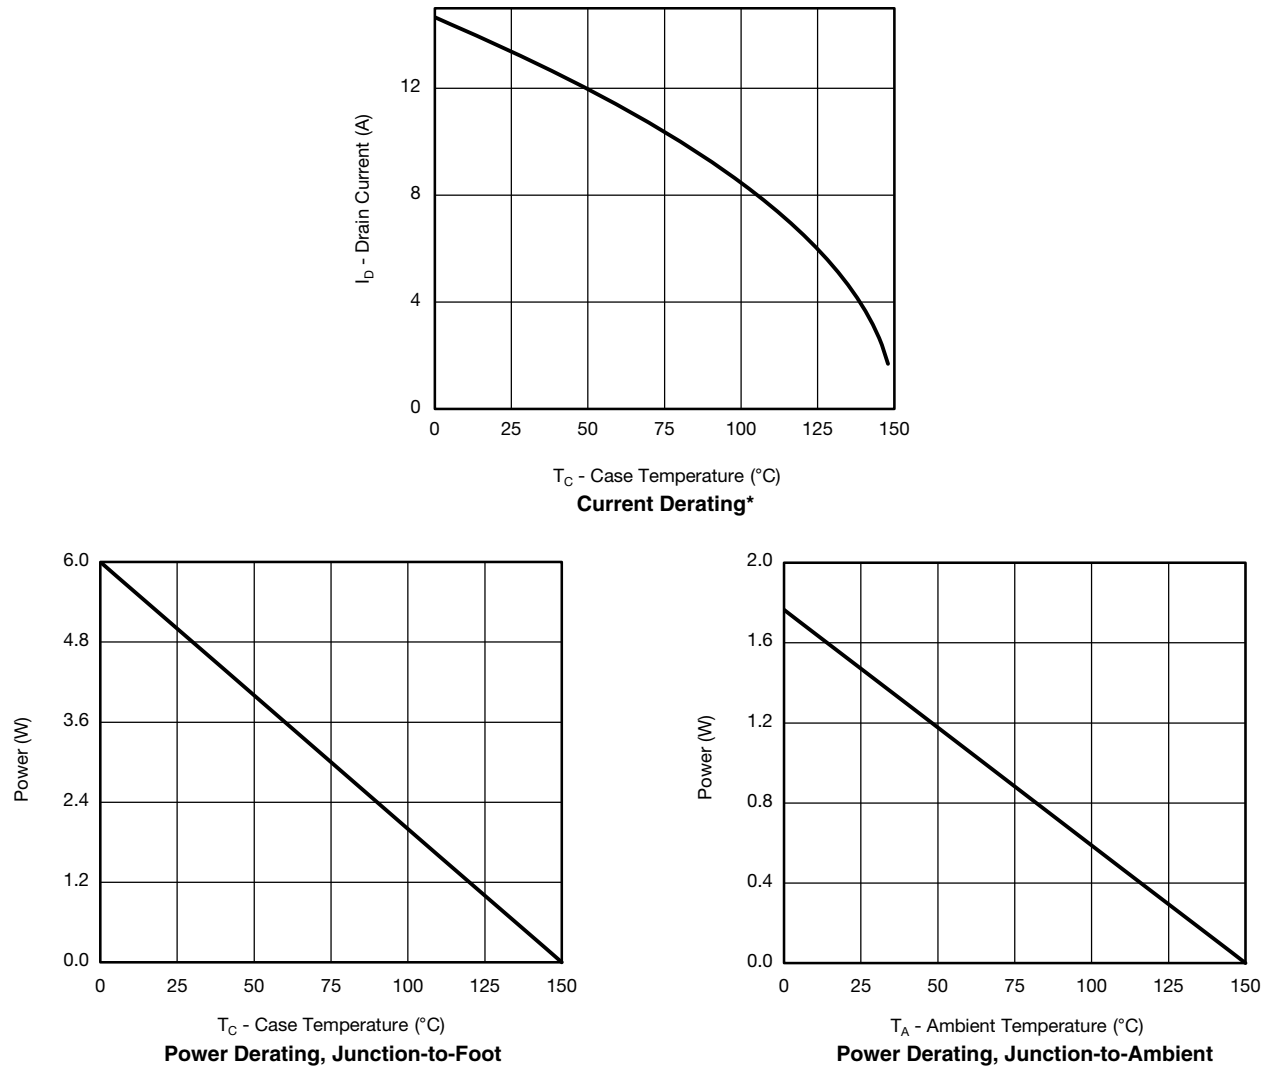 I_D - Drain Current (A)
12
8
4
0
0 25 50 75 100 125 150
T_C - Case Temperature (°C)
Current Derating*
Power (W)
6.0
4.8
3.6
2.4
1.2
0.0
0 25 50 75 100 125 150
T_C - Case Temperature (°C)
Power Derating, Junction-to-Foot
Power (W)
2.0
1.6
1.2
0.8
0.4
0.0
0 25 50 75 100 125 150
T_A - Ambient Temperature (°C)
Power Derating, Junction-to-Ambient